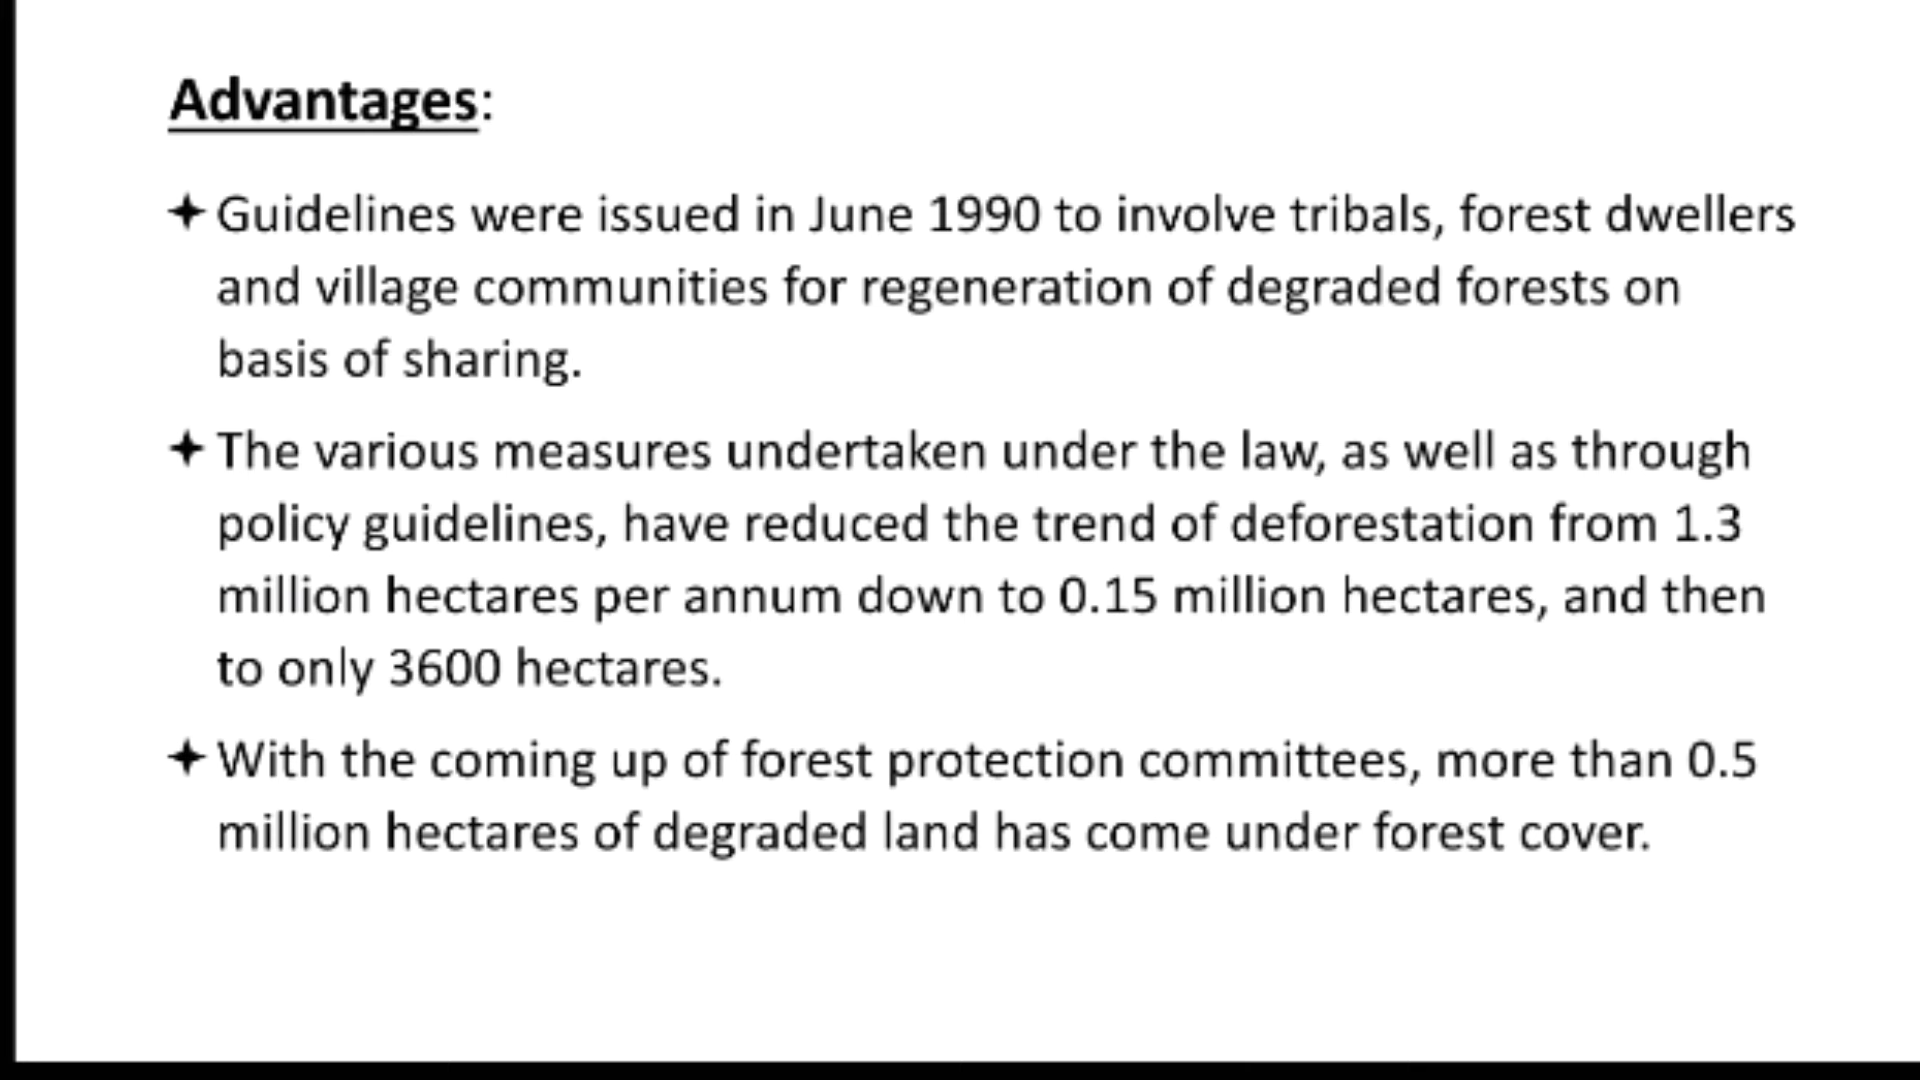 Advantages:
✦ Guidelines were issued in June 1990 to involve tribals, forest dwellers
and village communities for regeneration of degraded forests on
basis of sharing.
✦ The various measures undertaken under the law, as well as through
policy guidelines, have reduced the trend of deforestation from 1.3
million hectares per annum down to 0.15 million hectares, and then
to only 3600 hectares.
✦ With the coming up of forest protection committees, more than 0.5
million hectares of degraded land has come under forest cover.